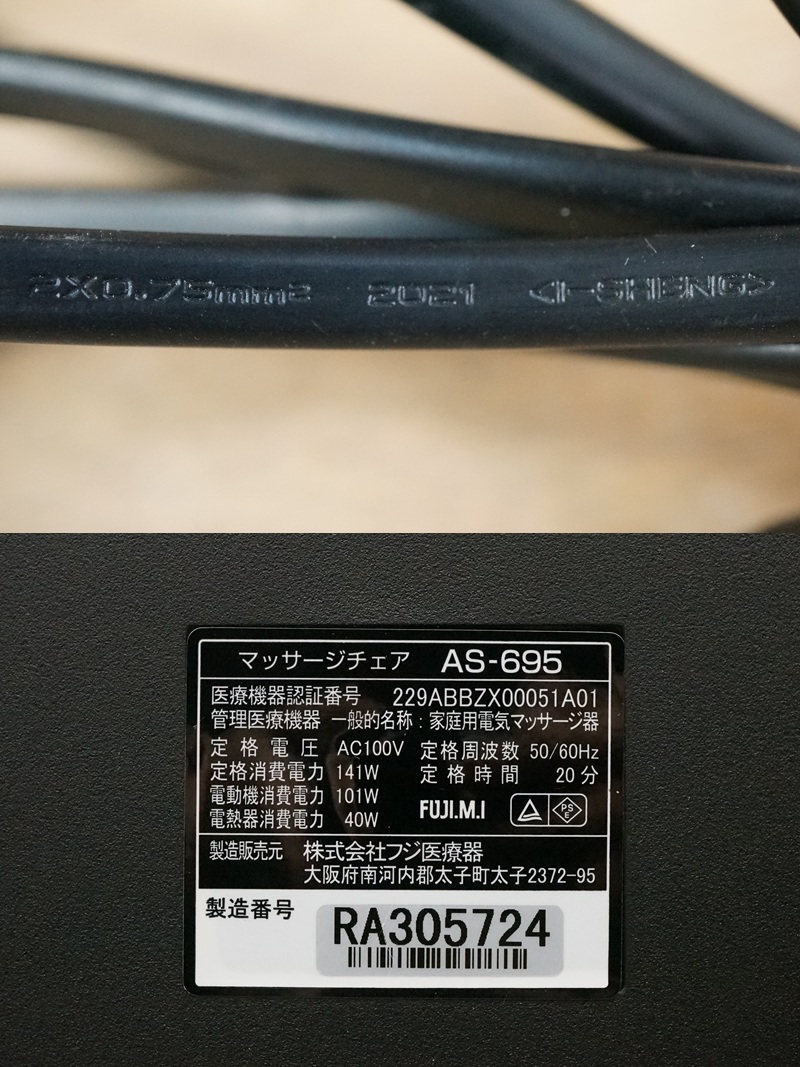 2X0.75mm² 2021 <I-SHENG>
マッサージチェア AS-695
医療機器認証番号 229ABBZX00051A01
管理医療機器 一般的名称：家庭用電気マッサージ器
定格電圧 AC100V 定格周波数 50/60Hz
定格消費電力 141W 定格時間 20分
電動機消費電力 101W
電熱器消費電力 40W
FUJI.M.I
PS
E
製造販売元 株式会社フジ医療器
大阪府南河内郡太子町太子2372-95
製造番号 RA305724